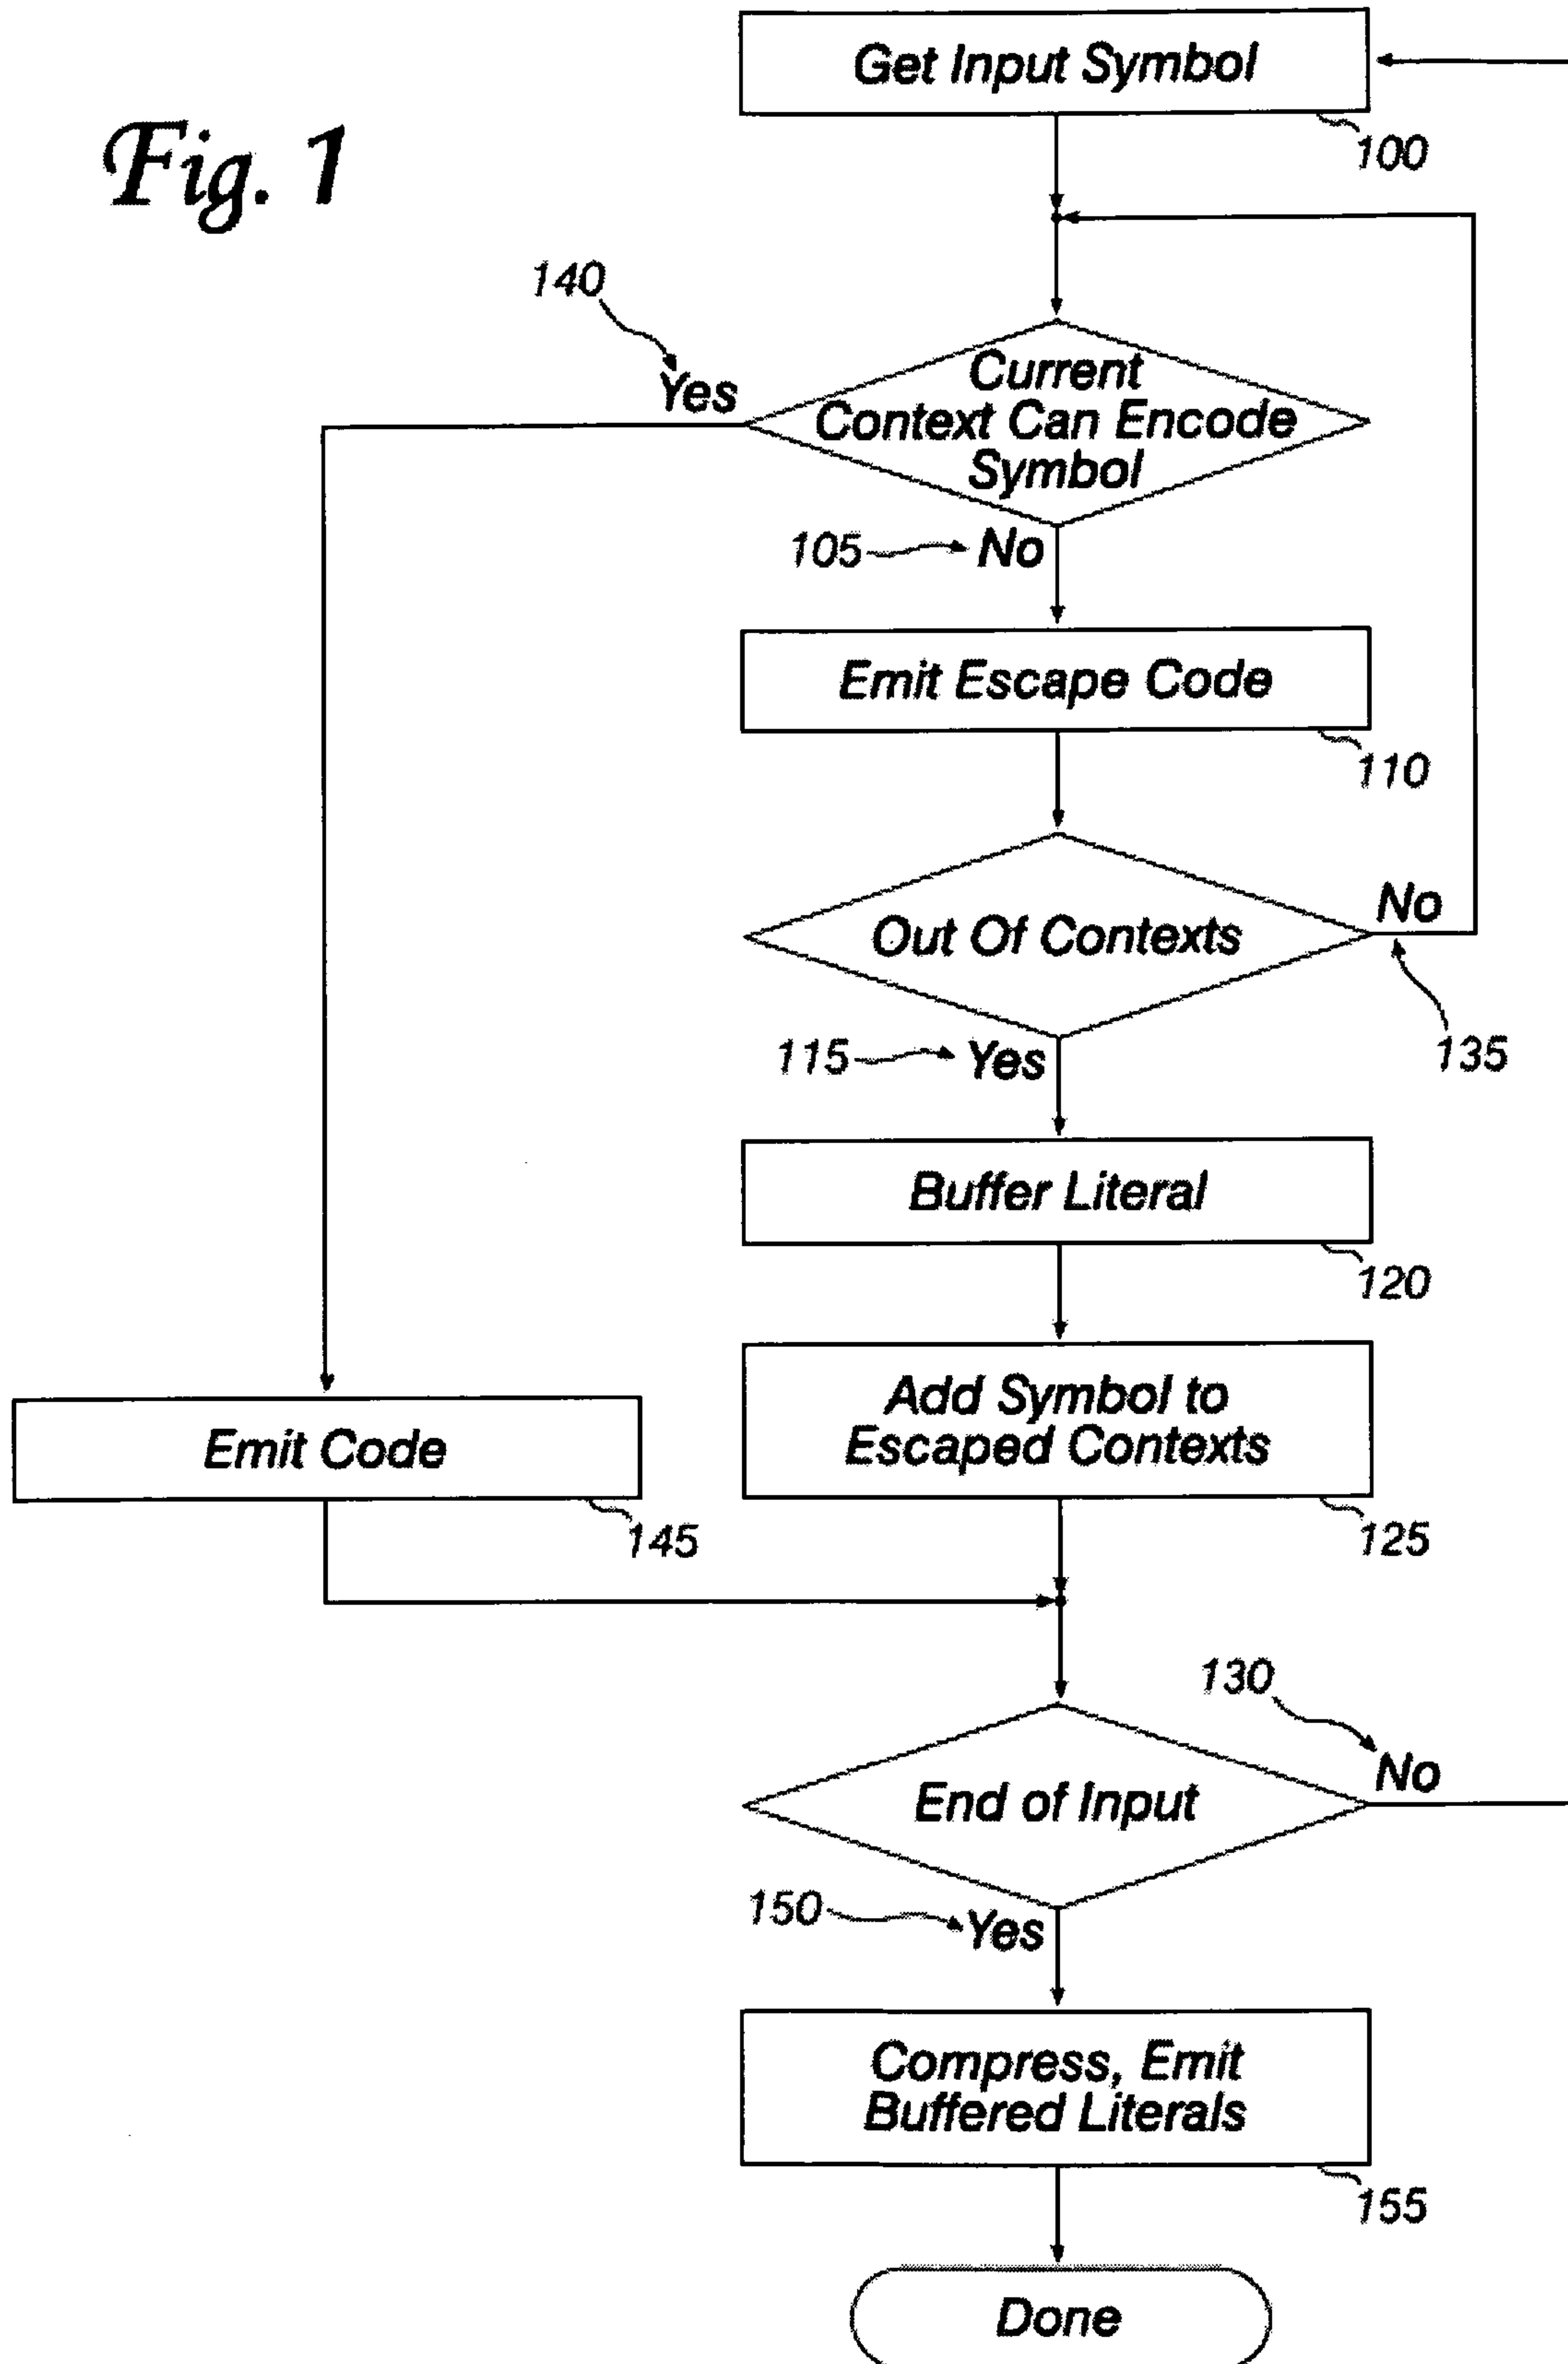 Fig. 1
Get Input Symbol
100
140
Yes
Current
Context Can Encode
Symbol
105
No
Emit Escape Code
110
Out Of Contexts
No
135
115
Yes
Buffer Literal
120
Add Symbol to
Escaped Contexts
125
Emit Code
145
130
No
End of Input
150
Yes
Compress, Emit
Buffered Literals
155
Done